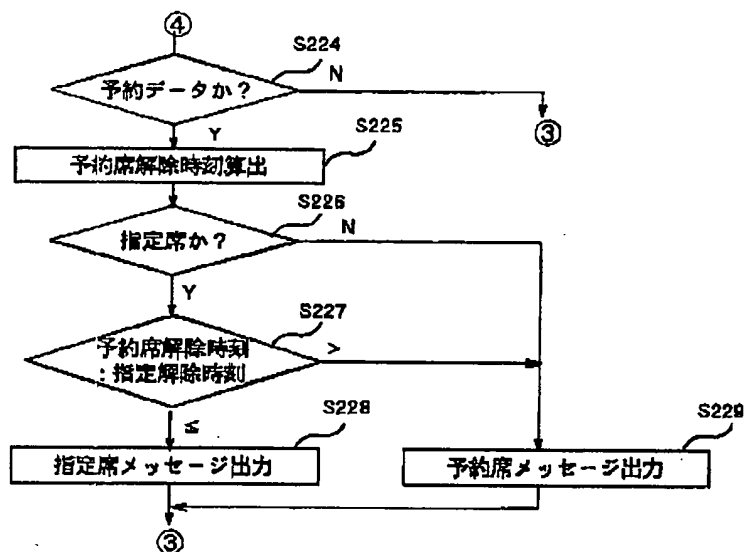 ④
S224
予約データか?
N
Y
③
S225
予約席解除時刻算出
S226
指定席か?
N
Y
S227
予約席解除時刻
:指定解除時刻
>
≦
S228
指定席メッセージ出力
S229
予約席メッセージ出力
③